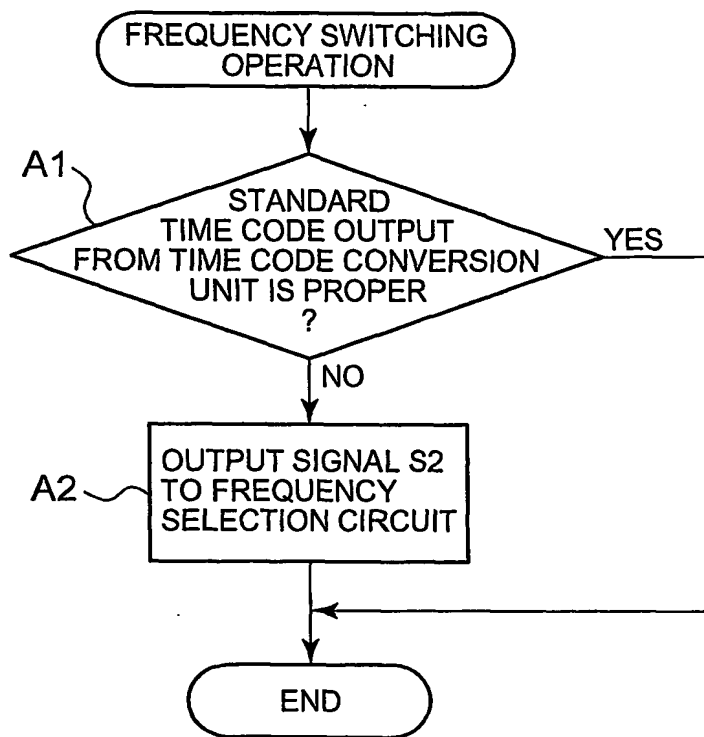 FREQUENCY SWITCHING
OPERATION
A1
STANDARD
TIME CODE OUTPUT
FROM TIME CODE CONVERSION
UNIT IS PROPER
?
YES
NO
A2
OUTPUT SIGNAL S2
TO FREQUENCY
SELECTION CIRCUIT
END